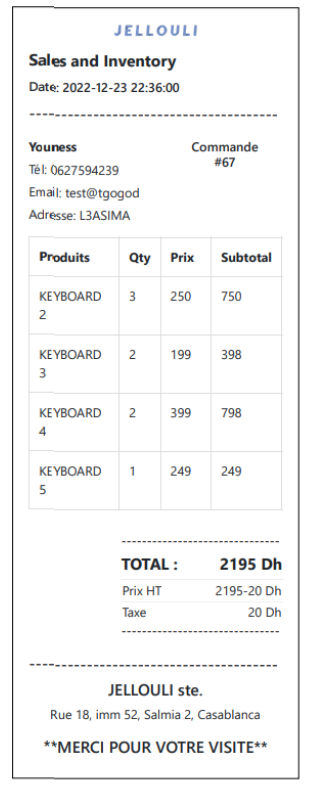 JELLOULI
Sales and Inventory
Date: 2022-12-23 22:36:00
----------------------------------------
Youness
Tél: 0627594239
Email: test@tgogod
Adresse: L3ASIMA
Commande
#67
Produits Qty Prix Subtotal
KEYBOARD 3 250 750
2
KEYBOARD 2 199 398
3
KEYBOARD 2 399 798
4
KEYBOARD 1 249 249
5
------------------------------
TOTAL : 2195 Dh
Prix HT 2195-20 Dh
Taxe 20 Dh
------------------------------
----------------------------------------
JELLOULI ste.
Rue 18, imm 52, Salmia 2, Casablanca
**MERCI POUR VOTRE VISITE**